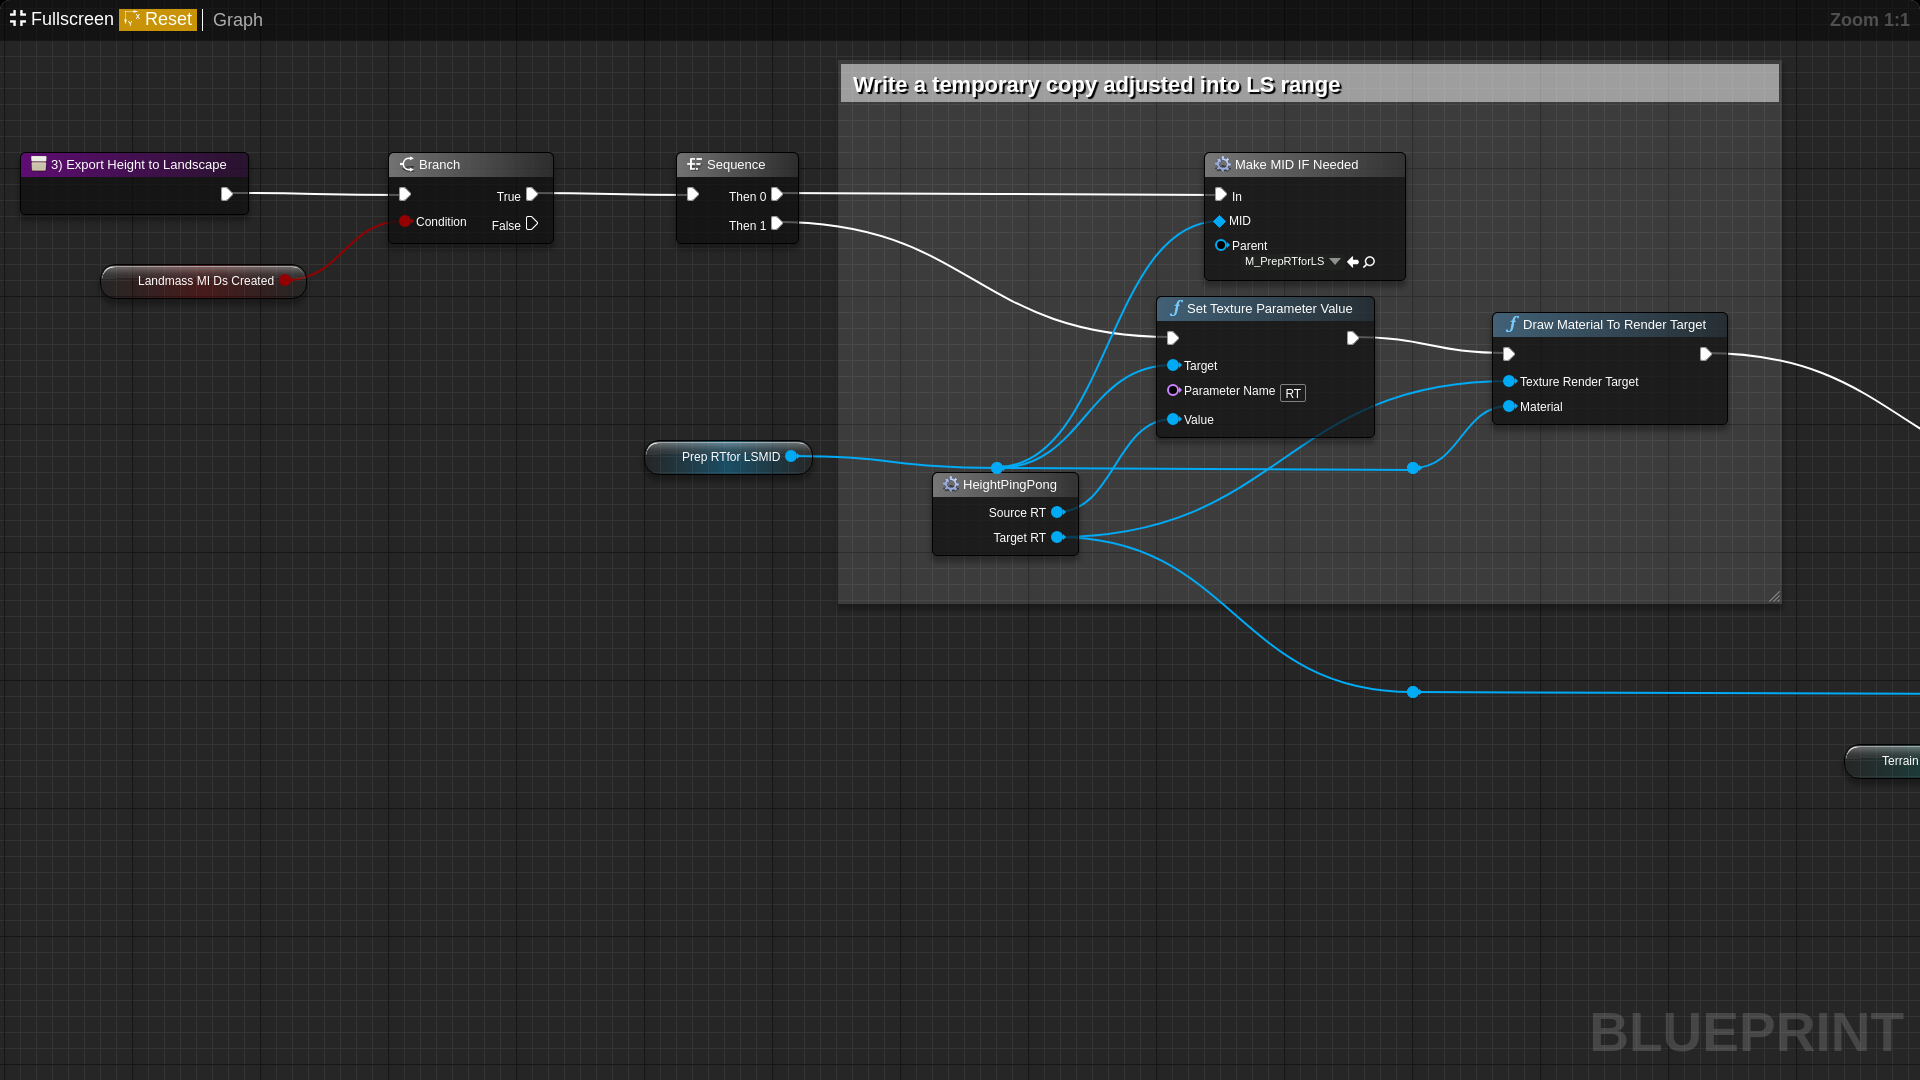 Fullscreen Reset Graph
Zoom 1:1
Write a temporary copy adjusted into LS range
3) Export Height to Landscape
Branch
True
Condition
False
Landmass MI Ds Created
Sequence
Then 0
Then 1
Make MID IF Needed
In
MID
Parent
M_PrepRTforLS
Set Texture Parameter Value
Target
Parameter Name RT
Value
Draw Material To Render Target
Texture Render Target
Material
Prep RTfor LSMID
HeightPingPong
Source RT
Target RT
Terrain
BLUEPRINT